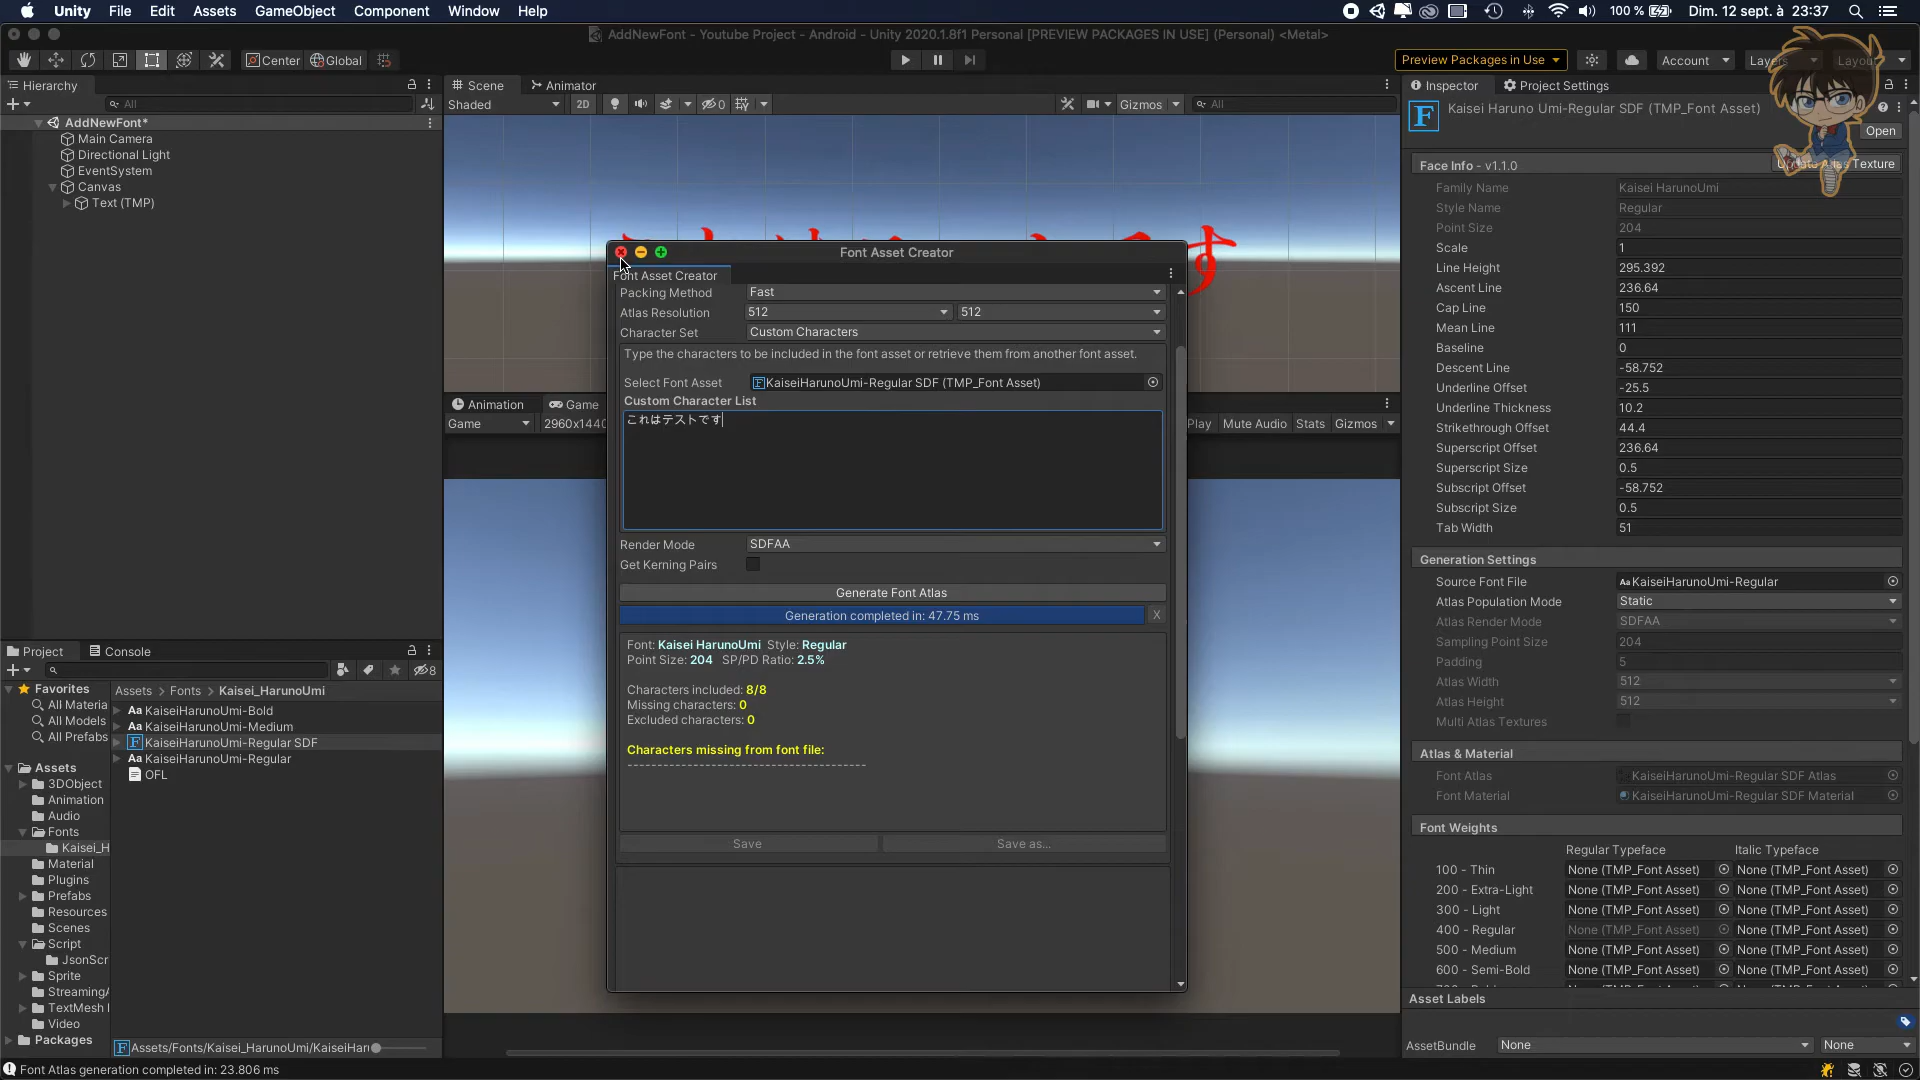 Unity File Edit Assets GameObject Component Window Help 100 % Dim. 12 sept. à 23:37
AddNewFont - Youtube Project - Android - Unity 2020.1.8f1 Personal [PREVIEW PACKAGES IN USE] (Personal) <Metal>
Center Global Preview Packages in Use Account Layers
Hierarchy
All
AddNewFont*
Main Camera
Directional Light
EventSystem
Canvas
Text (TMP)
Scene Animator
Shaded 2D 0 Gizmos All
Animation Game
Game 2960x1440 Play Mute Audio Stats Gizmos
Font Asset Creator
Font Asset Creator
Packing Method Fast
Atlas Resolution 512 512
Character Set Custom Characters
Type the characters to be included in the font asset or retrieve them from another font asset.
Select Font Asset KaiseiHarunoUmi-Regular SDF (TMP_Font Asset)
Custom Character List
これはテストです
Render Mode SDFAA
Get Kerning Pairs
Generate Font Atlas
Generation completed in: 47.75 ms X
Font: Kaisei HarunoUmi Style: Regular
Point Size: 204 SP/PD Ratio: 2.5%
Characters included: 8/8
Missing characters: 0
Excluded characters: 0
Characters missing from font file:
----------------------------------------
Save Save as...
Project Console
8
Favorites
All Materia
All Models
All Prefabs
Assets
3DObject
Animation
Audio
Fonts
Kaisei_H
Material
Plugins
Prefabs
Resources
Scenes
Script
JsonScr
Sprite
StreamingA
TextMesh
Video
Packages
Assets > Fonts > Kaisei_HarunoUmi
KaiseiHarunoUmi-Bold
KaiseiHarunoUmi-Medium
KaiseiHarunoUmi-Regular SDF
KaiseiHarunoUmi-Regular
OFL
Assets/Fonts/Kaisei_HarunoUmi/KaiseiHaru
Font Atlas generation completed in: 23.806 ms
Inspector Project Settings
Kaisei Haruno Umi-Regular SDF (TMP_Font Asset)
Open
Face Info - v1.1.0 Update Atlas Texture
Family Name Kaisei HarunoUmi
Style Name Regular
Point Size 204
Scale 1
Line Height 295.392
Ascent Line 236.64
Cap Line 150
Mean Line 111
Baseline 0
Descent Line -58.752
Underline Offset -25.5
Underline Thickness 10.2
Strikethrough Offset 44.4
Superscript Offset 236.64
Superscript Size 0.5
Subscript Offset -58.752
Subscript Size 0.5
Tab Width 51
Generation Settings
Source Font File KaiseiHarunoUmi-Regular
Atlas Population Mode Static
Atlas Render Mode SDFAA
Sampling Point Size 204
Padding 5
Atlas Width 512
Atlas Height 512
Multi Atlas Textures
Atlas & Material
Font Atlas KaiseiHarunoUmi-Regular SDF Atlas
Font Material KaiseiHarunoUmi-Regular SDF Material
Font Weights
Regular Typeface Italic Typeface
100 - Thin None (TMP_Font Asset) None (TMP_Font Asset)
200 - Extra-Light None (TMP_Font Asset) None (TMP_Font Asset)
300 - Light None (TMP_Font Asset) None (TMP_Font Asset)
400 - Regular None (TMP_Font Asset) None (TMP_Font Asset)
500 - Medium None (TMP_Font Asset) None (TMP_Font Asset)
600 - Semi-Bold None (TMP_Font Asset) None (TMP_Font Asset)
Asset Labels
AssetBundle None None